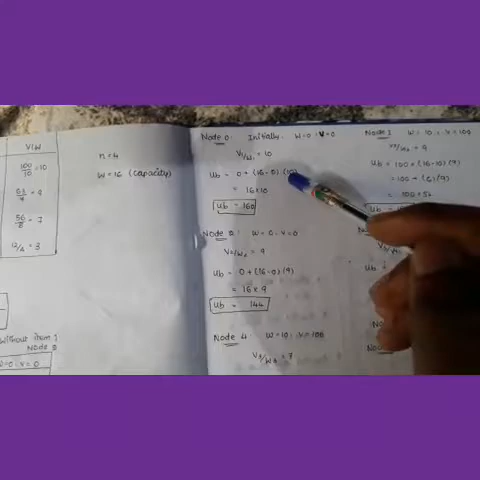 V/W
100/10 = 10
63/7 = 9
56/8 = 7
12/4 = 3
Without item 1
Node 2
W=0, V=0
n=4
W=16 (capacity)
Node 0: Initially W=0, V=0
V1/W1 = 10
ub = 0 + (16-0) (10)
= 16×10
ub = 160
W=0, V=0
V2/W2 = 9
ub = 0 + (16-0) (9)
= 16×9
ub = 144
Node 4: W=10, V=100
V3/W3 = 7
Node 1 W=10, V=100
V2/W2 = 9
ub = 100 + (16-10) (9)
= 100 + (6) (9)
= 100 + 54
ub =